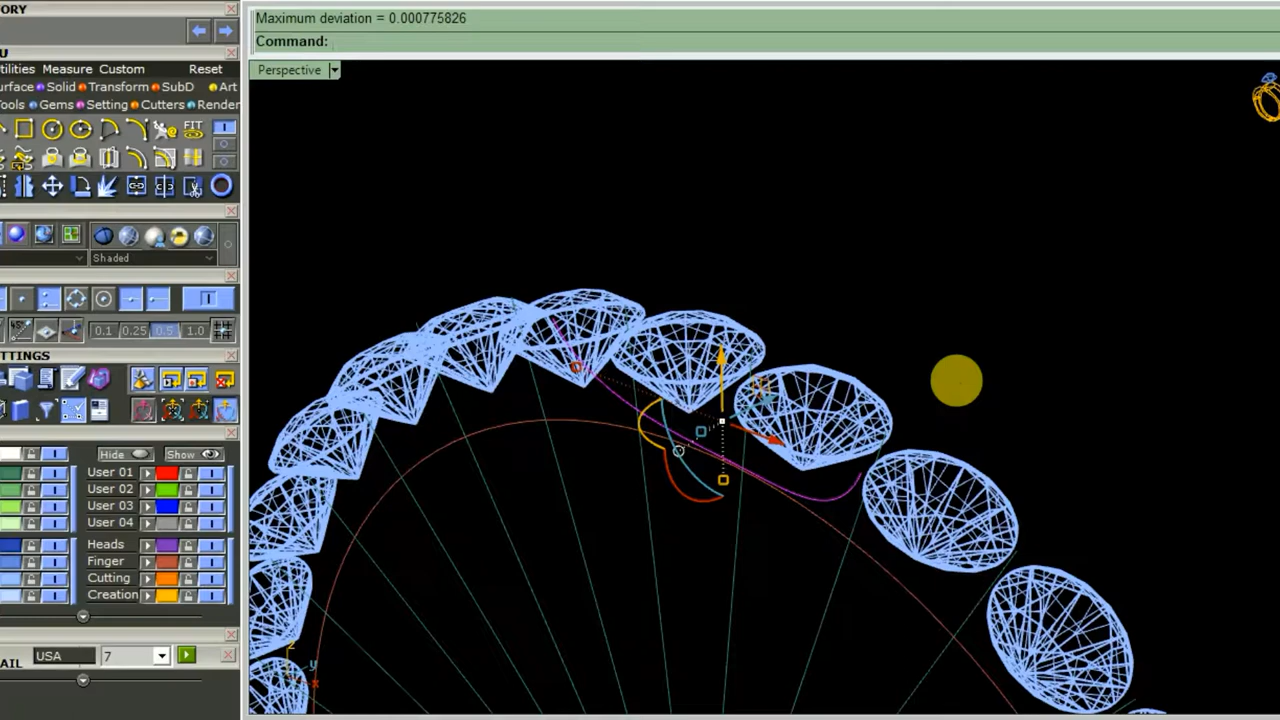 ORY
Maximum deviation = 0.000775826
Command:
U
tilities Measure Custom Reset
urface Solid Transform SubD Art
ools Gems Setting Cutters Render
FIT
Perspective
Shaded
0.1 0.25 0.5 1.0
ETTINGS
Hide Show
User 01
User 02
User 03
User 04
Heads
Finger
Cutting
Creation
AIL USA 7
z
y
x